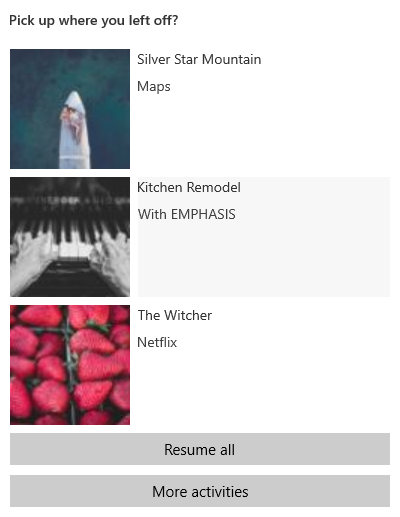 Pick up where you left off?
Silver Star Mountain
Maps
Kitchen Remodel
With EMPHASIS
The Witcher
Netflix
Resume all
More activities